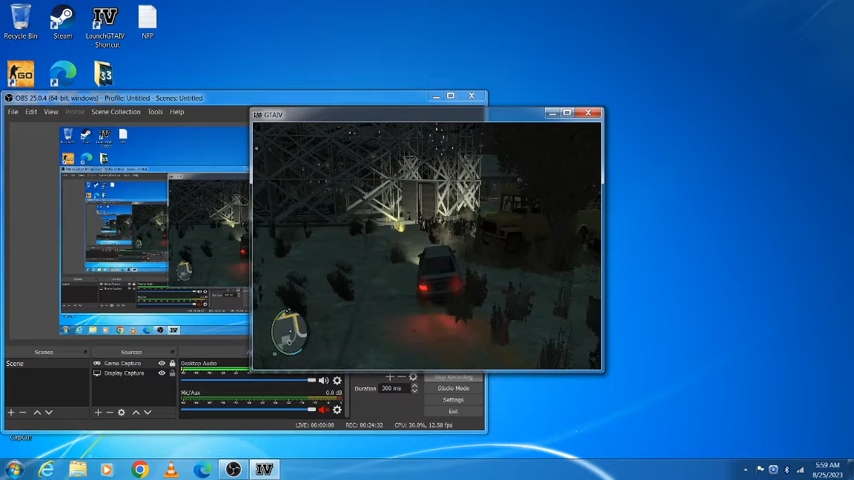 Recycle Bin
Steam
LaunchGTAIV - Shortcut
NFP
GO
OBS 25.0.4 (64-bit, windows) - Profile: Untitled - Scenes: Untitled
File Edit View Profile Scene Collection Tools Help
GTAIV
Scenes
Sources
Scene
Game Capture
Display Capture
Desktop Audio
Mic/Aux
0.0 dB
Duration 300 ms
Stop Recording
Studio Mode
Settings
Exit
LIVE: 00:00:00 REC: 00:24:32 CPU: 30.0%, 12.58 fps
IV
5:59 AM
8/25/2023